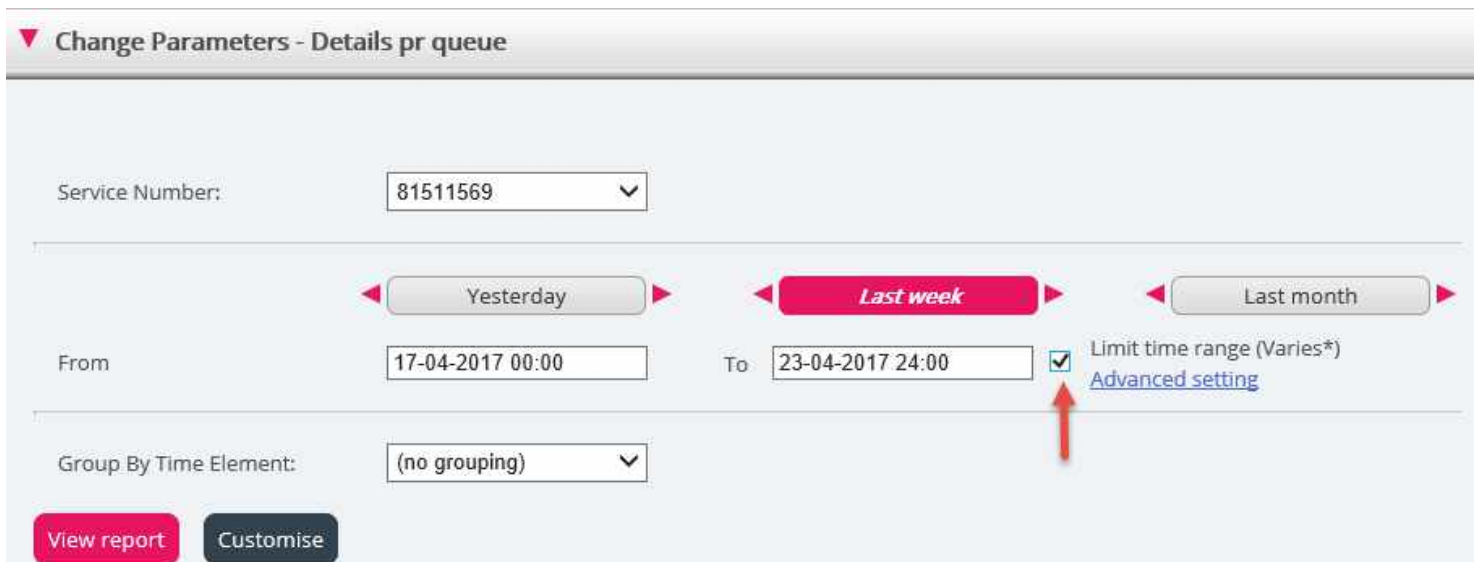 Change Parameters - Details pr queue
Service Number:
81511569
Yesterday
Last week
Last month
From
17-04-2017 00:00
To
23-04-2017 24:00
Limit time range (Varies*)
Advanced setting
Group By Time Element:
(no grouping)
View report
Customise